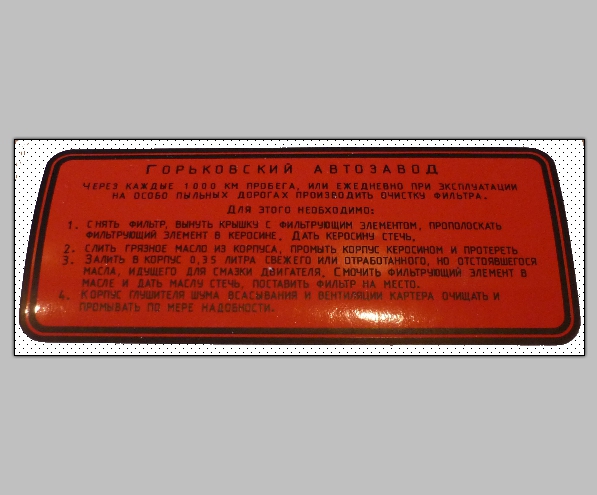 ГОРЬКОВСКИЙ АВТОЗАВОД
ЧЕРЕЗ КАЖДЫЕ 1000 КМ ПРОБЕГА, ИЛИ ЕЖЕДНЕВНО ПРИ ЭКСПЛУАТАЦИИ
НА ОСОБО ПЫЛЬНЫХ ДОРОГАХ ПРОИЗВОДИТЬ ОЧИСТКУ ФИЛЬТРА.
ДЛЯ ЭТОГО НЕОБХОДИМО:
1. СНЯТЬ ФИЛЬТР, ВЫНУТЬ КРЫШКУ С ФИЛЬТРУЮЩИМ ЭЛЕМЕНТОМ, ПРОПОЛОСКАТЬ
ФИЛЬТРУЮЩИЙ ЭЛЕМЕНТ В КЕРОСИНЕ. ДАТЬ КЕРОСИНУ СТЕЧЬ.
2. СЛИТЬ ГРЯЗНОЕ МАСЛО ИЗ КОРПУСА, ПРОМЫТЬ КОРПУС КЕРОСИНОМ И ПРОТЕРЕТЬ
3. ЗАЛИТЬ В КОРПУС 0,35 ЛИТРА СВЕЖЕГО ИЛИ ОТРАБОТАННОГО, НО ОТСТОЯВШЕГОСЯ
МАСЛА, ИДУЩЕГО ДЛЯ СМАЗКИ ДВИГАТЕЛЯ, СМОЧИТЬ ФИЛЬТРУЮЩИЙ ЭЛЕМЕНТ В
МАСЛЕ И ДАТЬ МАСЛУ СТЕЧЬ, ПОСТАВИТЬ ФИЛЬТР НА МЕСТО.
4. КОРПУС ГЛУШИТЕЛЯ ШУМА ВСАСЫВАНИЯ И ВЕНТИЛЯЦИИ КАРТЕРА ОЧИЩАТЬ И
ПРОМЫВАТЬ ПО МЕРЕ НАДОБНОСТИ.